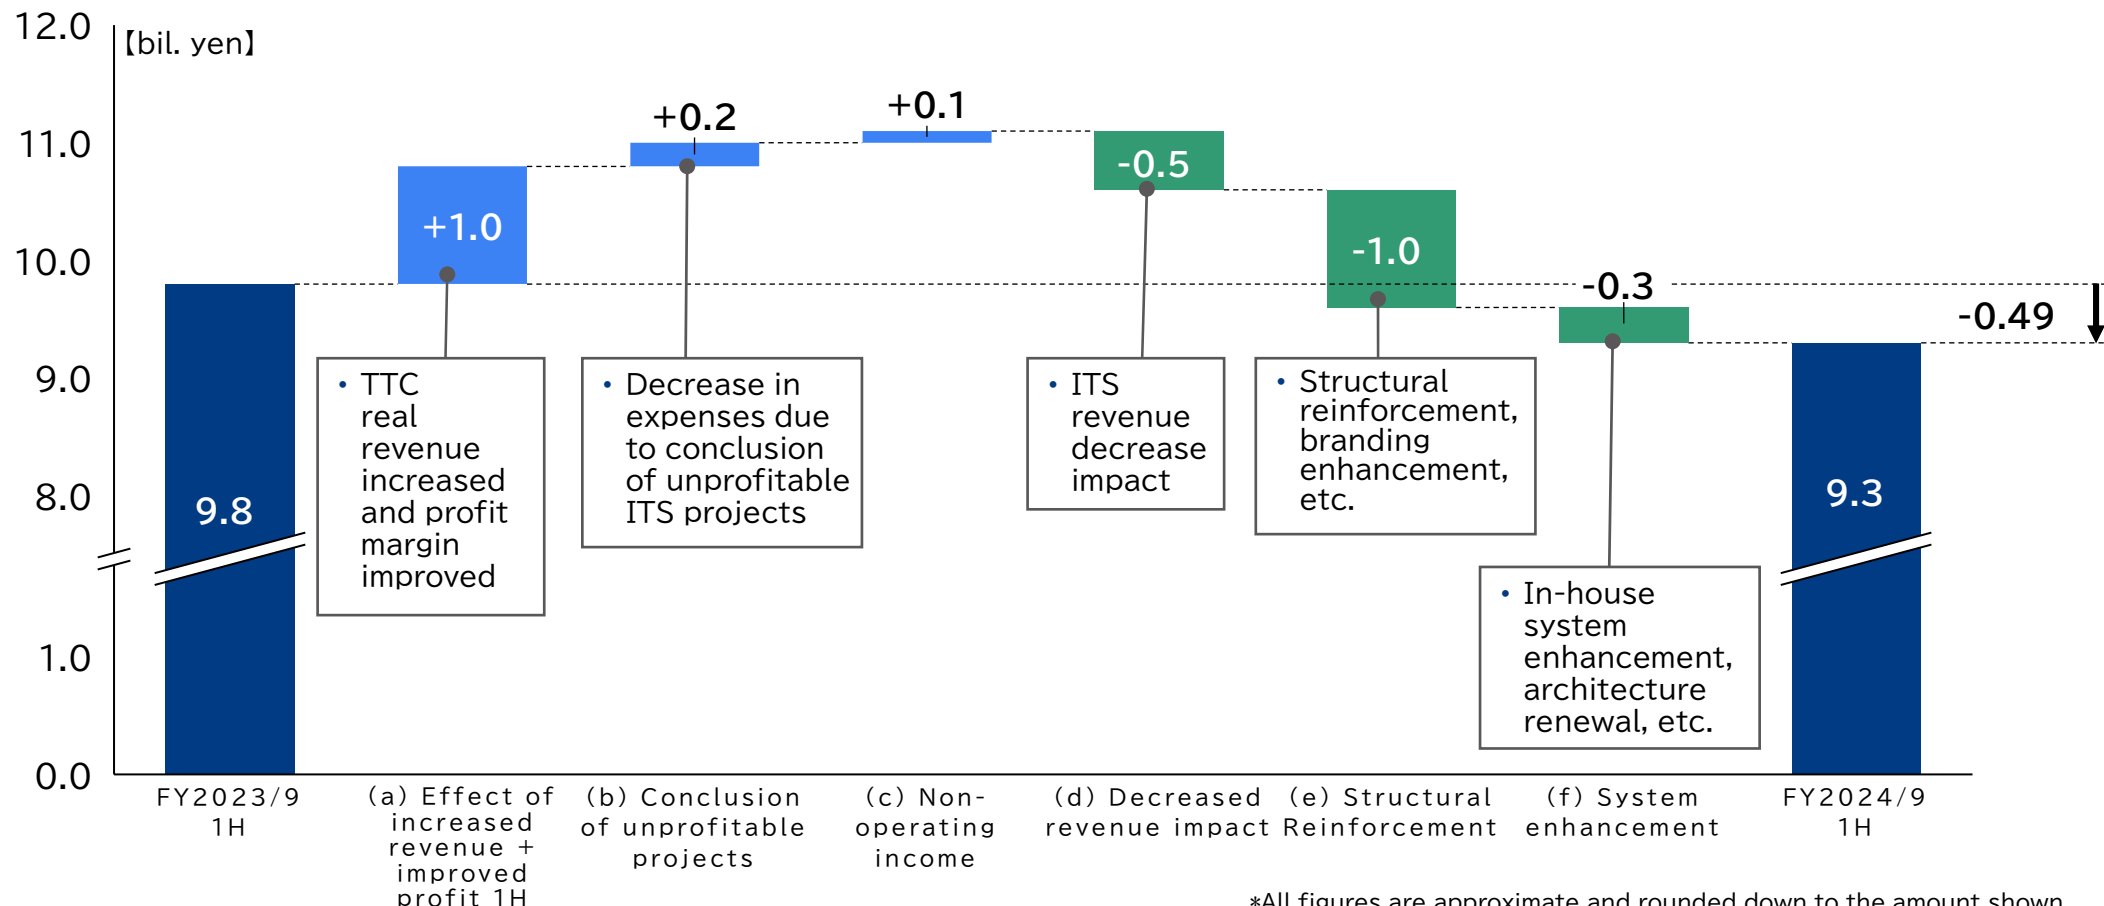 12.0
【bil. yen】
11.0
10.0
9.0
8.0
1.0
0.0
9.8
+1.0
+0.2
+0.1
-0.5
-1.0
-0.3
-0.49
9.3
• TTC
real
revenue
increased
and profit
margin
improved
• Decrease in
expenses due
to conclusion
of unprofitable
ITS projects
• ITS
revenue
decrease
impact
• Structural
reinforcement,
branding
enhancement,
etc.
• In-house
system
enhancement,
architecture
renewal, etc.
FY2023/9
1H
(a) Effect of
increased
revenue +
improved
profit 1H
(b) Conclusion
of unprofitable
projects
(c) Non-
operating
income
(d) Decreased
revenue impact
(e) Structural
Reinforcement
(f) System
enhancement
FY2024/9
1H
*All figures are approximate and rounded down to the amount shown